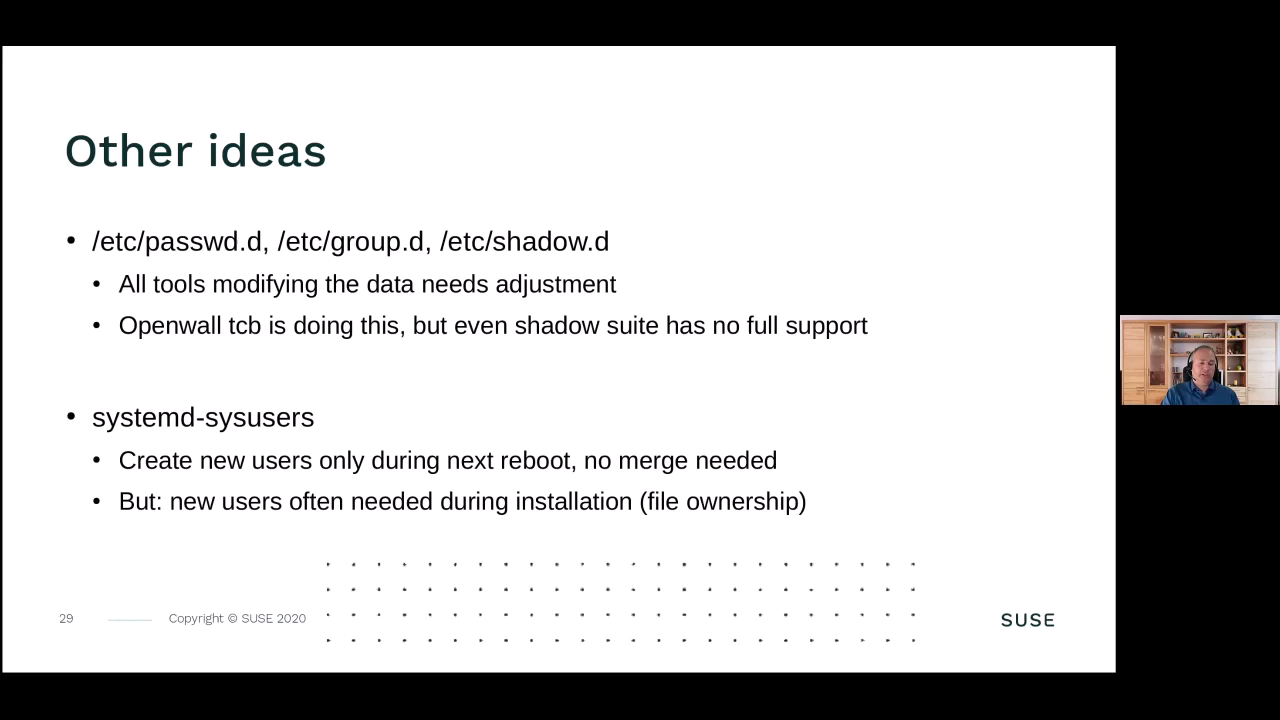 Other ideas
• /etc/passwd.d, /etc/group.d, /etc/shadow.d
• All tools modifying the data needs adjustment
• Openwall tcb is doing this, but even shadow suite has no full support
• systemd-sysusers
• Create new users only during next reboot, no merge needed
• But: new users often needed during installation (file ownership)
29
Copyright © SUSE 2020
SUSE